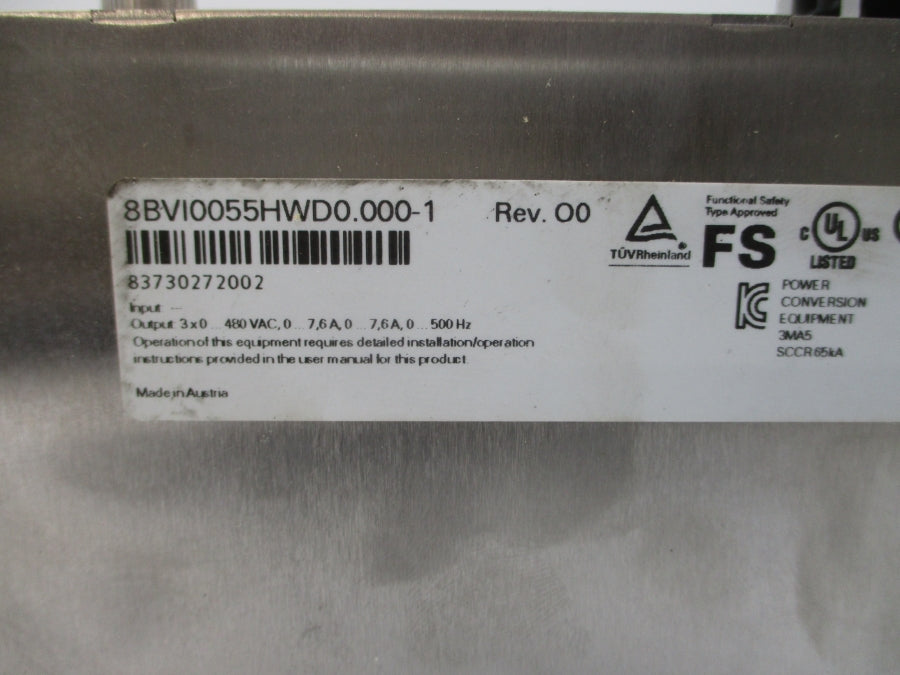 8BVI0055HWD0.000-1 Rev. O0
83730272002
Input: ---
Output: 3 x 0 ... 480 VAC, 0 ... 7,6 A, 0 ... 7,6 A, 0 ... 500 Hz
Operation of this equipment requires detailed installation/operation
instructions provided in the user manual for this product.
Made in Austria
TÜVRheinland ®
Functional Safety
Type Approved
FS
C UL US
LISTED
POWER
CONVERSION
EQUIPMENT
3MA5
SCCR 65kA